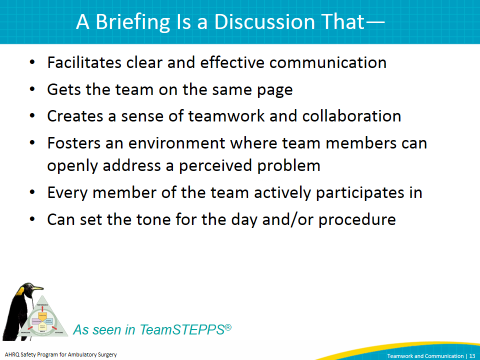 A Briefing Is a Discussion That—
• Facilitates clear and effective communication
• Gets the team on the same page
• Creates a sense of teamwork and collaboration
• Fosters an environment where team members can
openly address a perceived problem
• Every member of the team actively participates in
• Can set the tone for the day and/or procedure
As seen in TeamSTEPPS®
AHRQ Safety Program for Ambulatory Surgery
Teamwork and Communication | 13